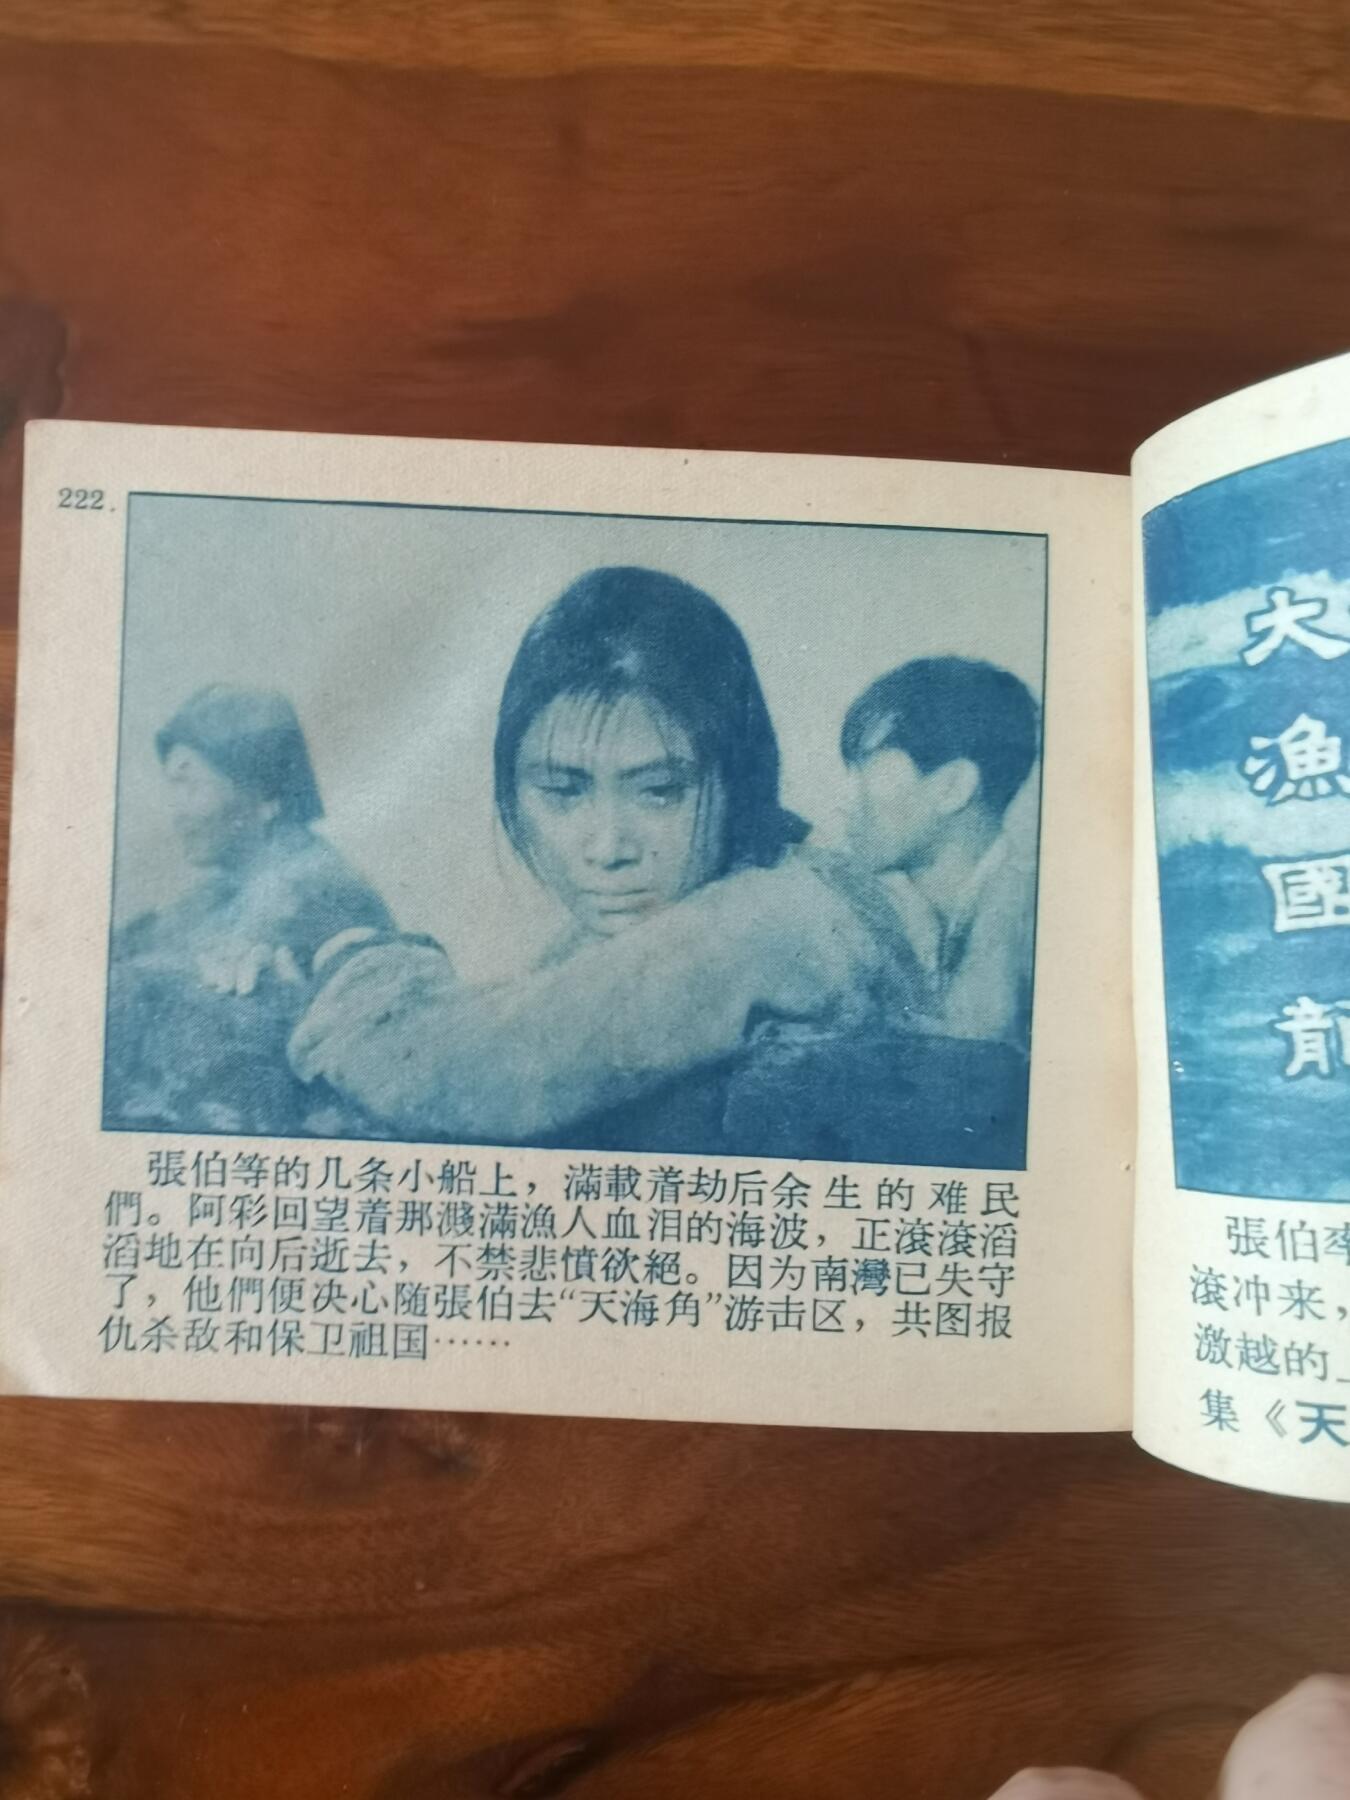 222.
張伯等的几条小船上，滿載着劫后余生的难民
們。阿彩回望着那濺滿漁人血泪的海波，正滾滾滔
滔地在向后逝去，不禁悲憤欲絕。因为南灣已失守
了，他們便决心随張伯去“天海角”游击区，共图报
仇杀敌和保卫祖国……
大
漁
國
龍
張伯率
滾冲来，
激越的
集《天